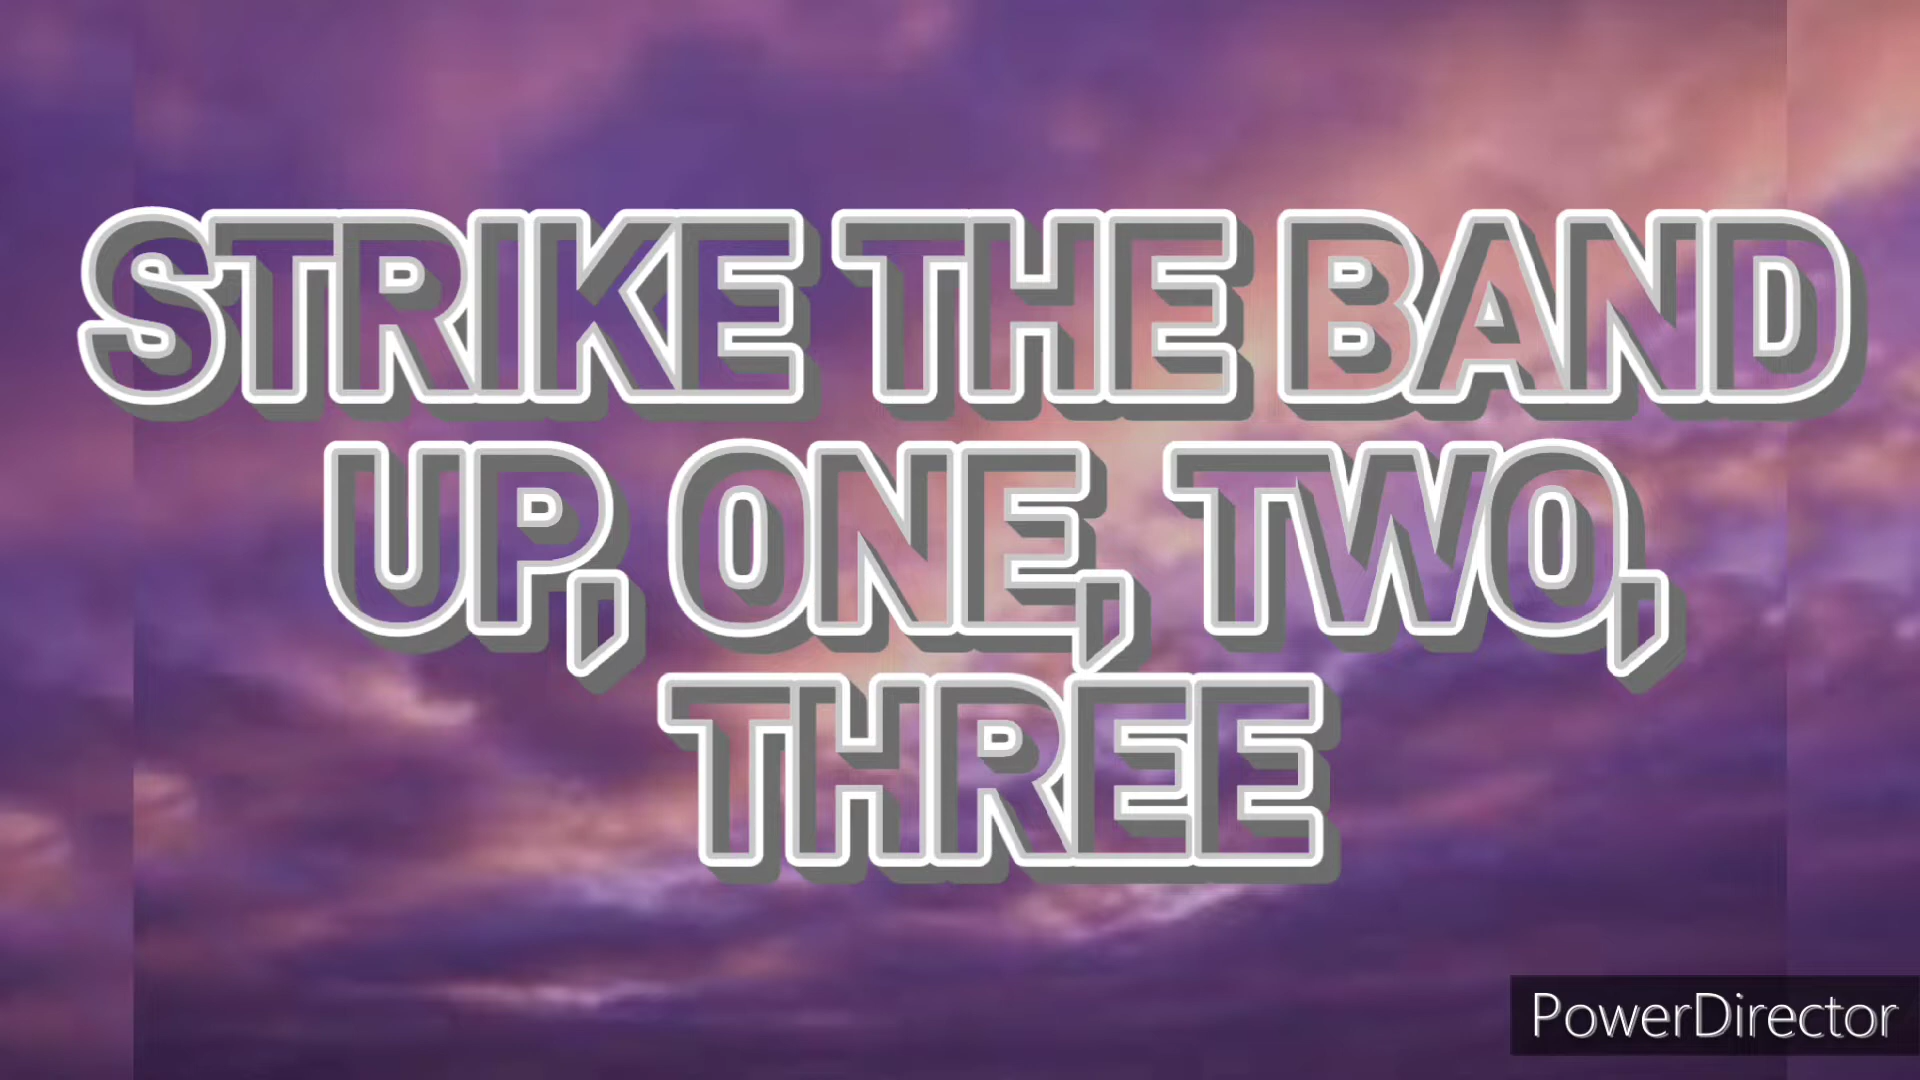 STRIKE THE BAND
UP, ONE, TWO,
THREE
PowerDirector